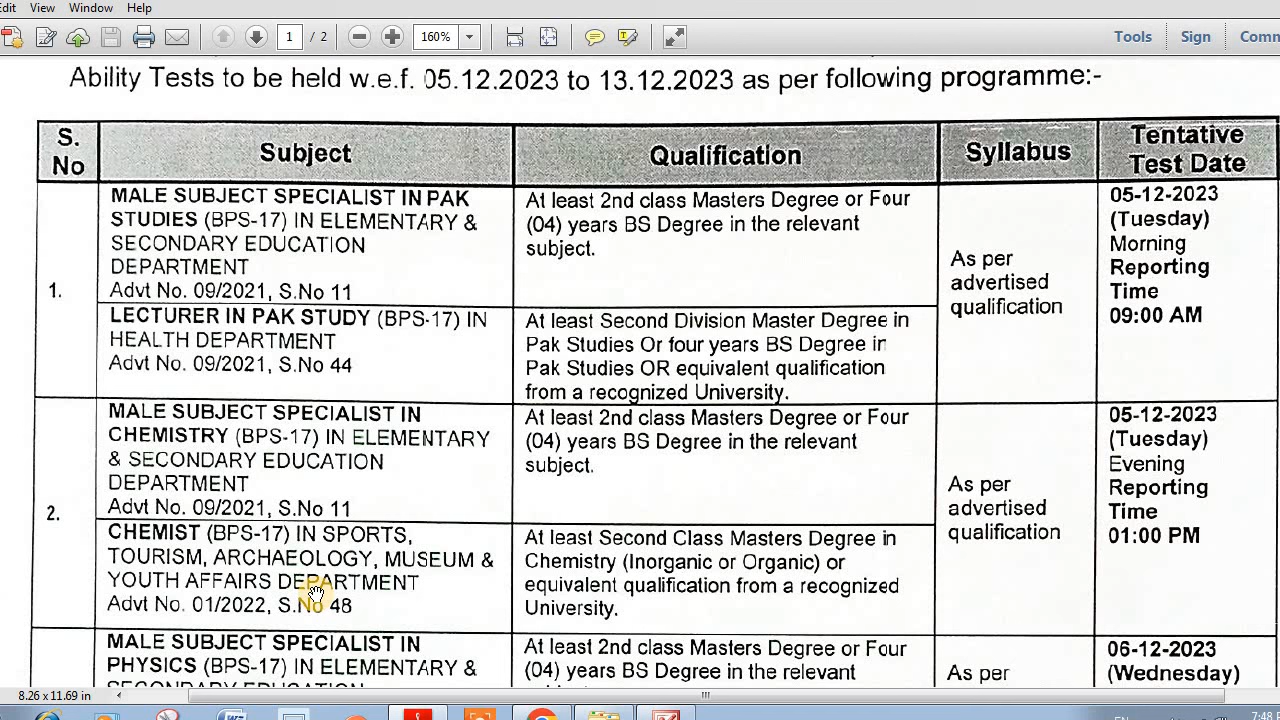 Edit View Window Help
1 / 2 160% Tools Sign
Ability Tests to be held w.e.f. 05.12.2023 to 13.12.2023 as per following programme:-
S. No
Subject
Qualification
Syllabus
Tentative
Test Date
1.
MALE SUBJECT SPECIALIST IN PAK
STUDIES (BPS-17) IN ELEMENTARY &
SECONDARY EDUCATION
DEPARTMENT
Advt No. 09/2021, S.No 11
At least 2nd class Masters Degree or Four
(04) years BS Degree in the relevant
subject.
LECTURER IN PAK STUDY (BPS-17) IN
HEALTH DEPARTMENT
Advt No. 09/2021, S.No 44
At least Second Division Master Degree in
Pak Studies Or four years BS Degree in
Pak Studies OR equivalent qualification
from a recognized University.
As per
advertised
qualification
05-12-2023
(Tuesday)
Morning
Reporting
Time
09:00 AM
2.
MALE SUBJECT SPECIALIST IN
CHEMISTRY (BPS-17) IN ELEMENTARY
& SECONDARY EDUCATION
DEPARTMENT
Advt No. 09/2021, S.No 11
At least 2nd class Masters Degree or Four
(04) years BS Degree in the relevant
subject.
CHEMIST (BPS-17) IN SPORTS,
TOURISM, ARCHAEOLOGY, MUSEUM &
YOUTH AFFAIRS DEPARTMENT
Advt No. 01/2022, S.No 48
At least Second Class Masters Degree in
Chemistry (Inorganic or Organic) or
equivalent qualification from a recognized
University.
As per
advertised
qualification
05-12-2023
(Tuesday)
Evening
Reporting
Time
01:00 PM
MALE SUBJECT SPECIALIST IN
PHYSICS (BPS-17) IN ELEMENTARY &
SECONDARY EDUCATION
At least 2nd class Masters Degree or Four
(04) years BS Degree in the relevant
As per
06-12-2023
(Wednesday)
8.26 x 11.69 in
7:48